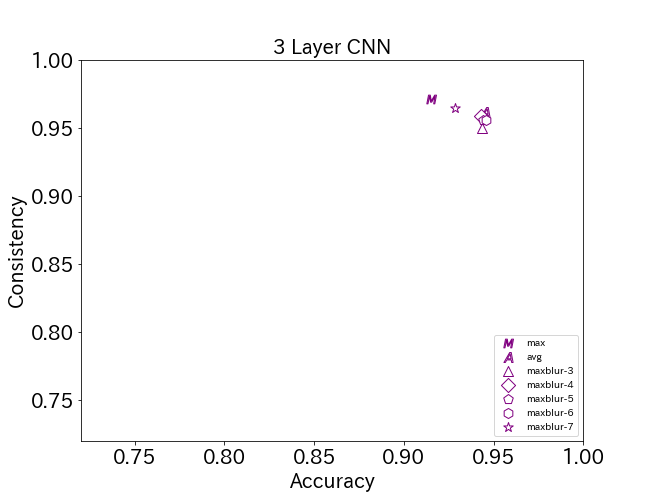 3 Layer CNN
1.00
0.95
0.90
0.85
0.80
0.75
Consistency
M
A
M max
A avg
maxblur-3
maxblur-4
maxblur-5
maxblur-6
maxblur-7
0.75 0.80 0.85 0.90 0.95 1.00
Accuracy